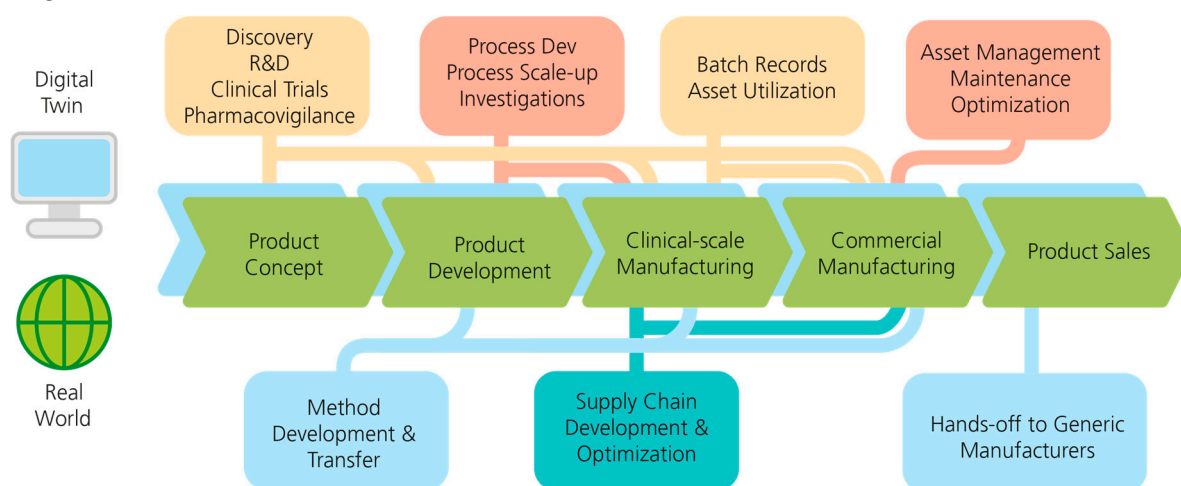 Digital
Twin
Real
World
Discovery
R&D
Clinical Trials
Pharmacovigilance
Process Dev
Process Scale-up
Investigations
Batch Records
Asset Utilization
Asset Management
Maintenance
Optimization
Product
Concept
Product
Development
Clinical-scale
Manufacturing
Commercial
Manufacturing
Product Sales
Method
Development &
Transfer
Supply Chain
Development &
Optimization
Hands-off to Generic
Manufacturers